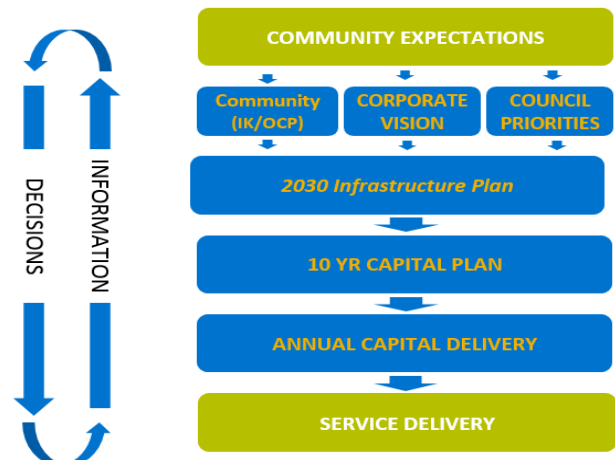 COMMUNITY EXPECTATIONS
Community
(IK/OCP)
CORPORATE
VISION
COUNCIL
PRIORITIES
2030 Infrastructure Plan
10 YR CAPITAL PLAN
ANNUAL CAPITAL DELIVERY
SERVICE DELIVERY
DECISIONS
INFORMATION